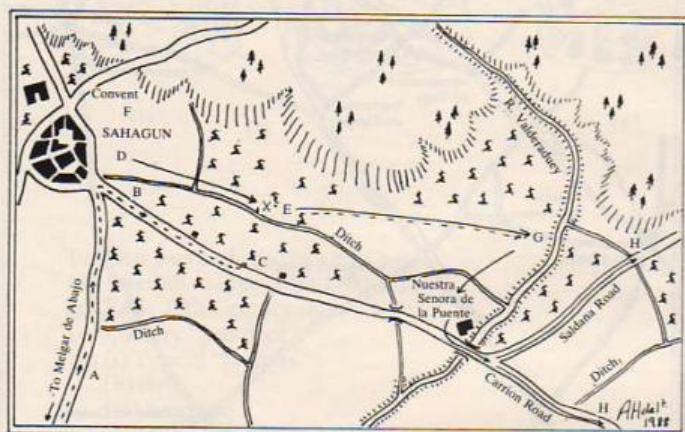 Convent
F
SAHAGUN
D
B
X
E
C
Ditch
R. Valderaduey
G
H
Nuestra
Senora de
la Puente
Saldana Road
Ditch
Ditch,
Carrion Road
H
A
To Melgar de Abajo
1988